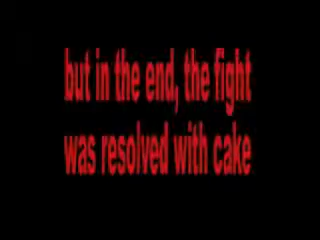 but in the end, the fight
was resolved with cake